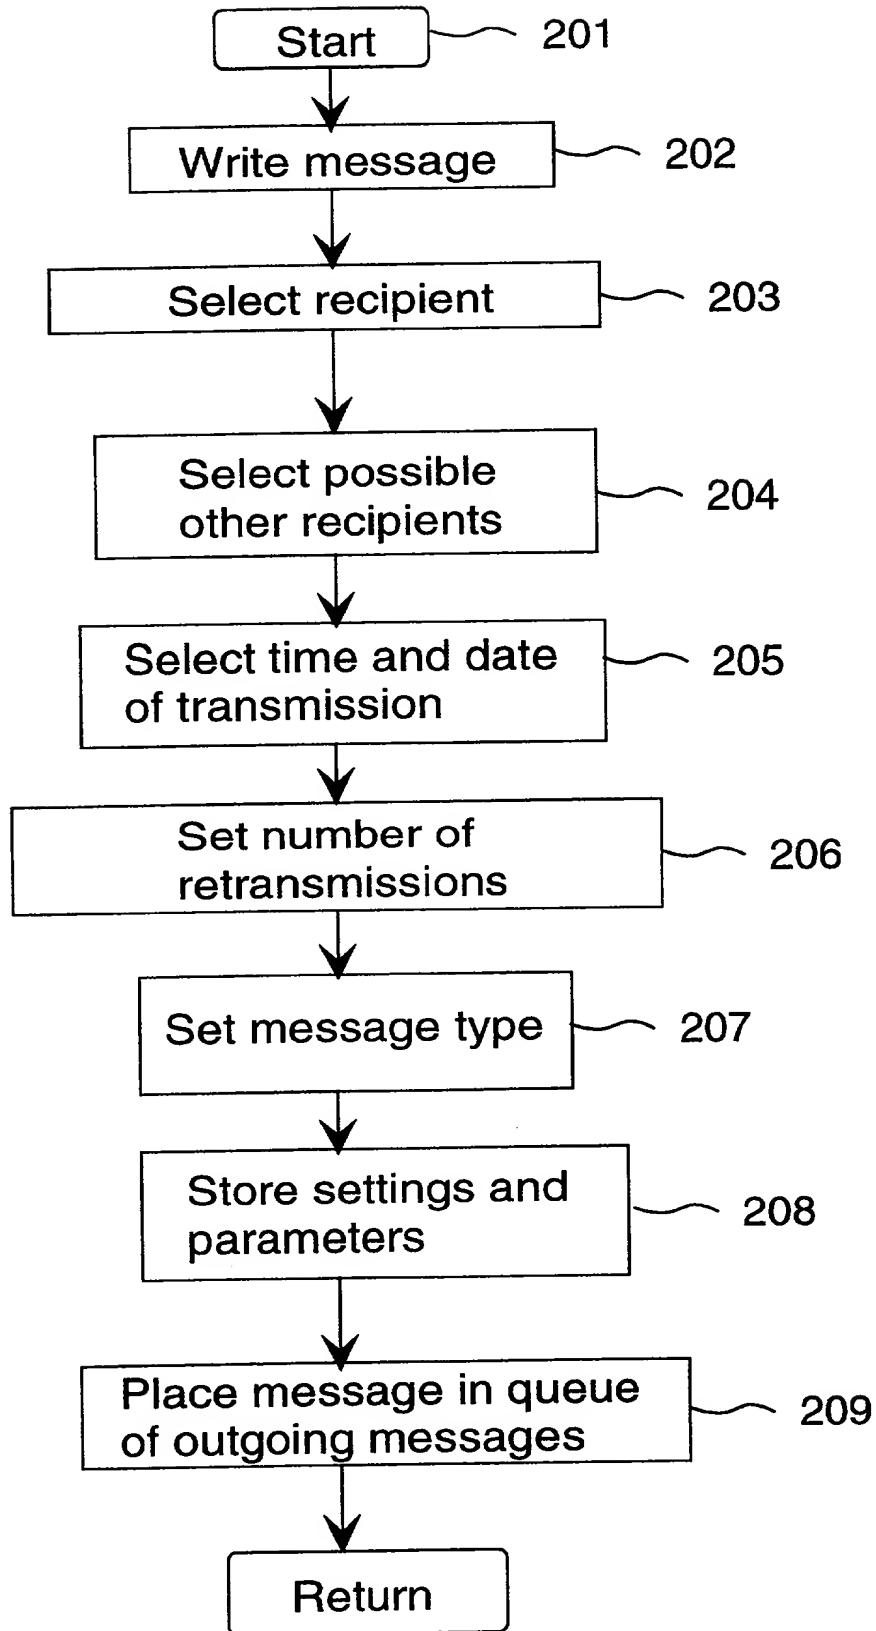 Start 201
Write message 202
Select recipient 203
Select possible
other recipients 204
Select time and date 205
of transmission
Set number of 206
retransmissions
Set message type 207
Store settings and 208
parameters
Place message in queue 209
of outgoing messages
Return